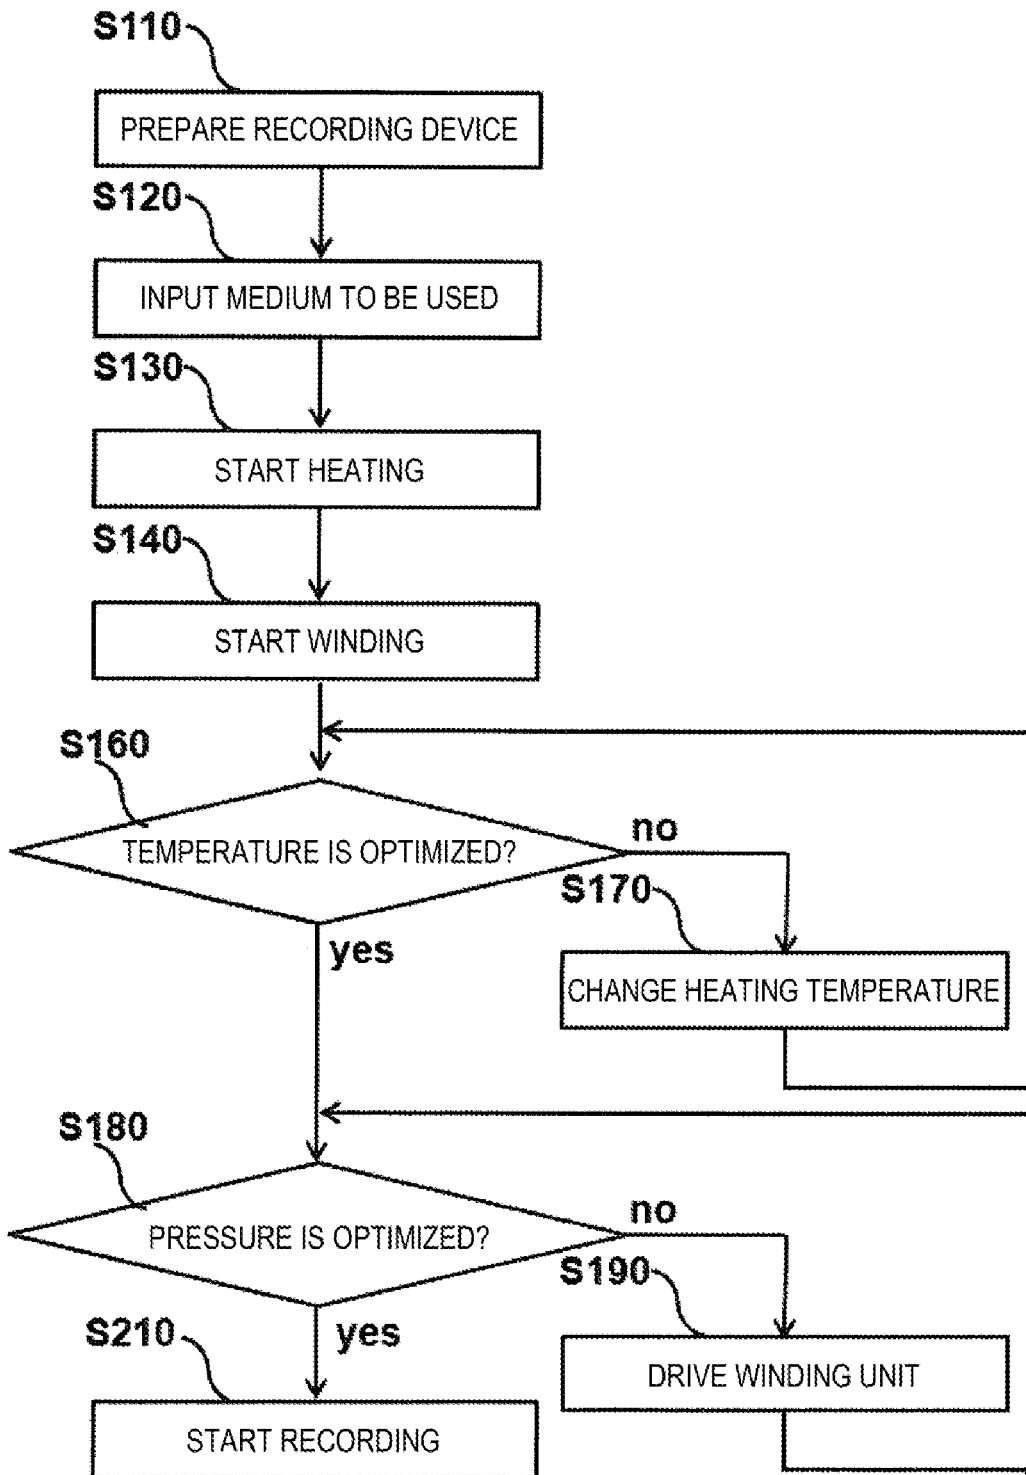 S110
PREPARE RECORDING DEVICE
S120
INPUT MEDIUM TO BE USED
S130
START HEATING
S140
START WINDING
S160
TEMPERATURE IS OPTIMIZED?
no
S170
yes
CHANGE HEATING TEMPERATURE
S180
PRESSURE IS OPTIMIZED?
no
S190
S210
yes
DRIVE WINDING UNIT
START RECORDING